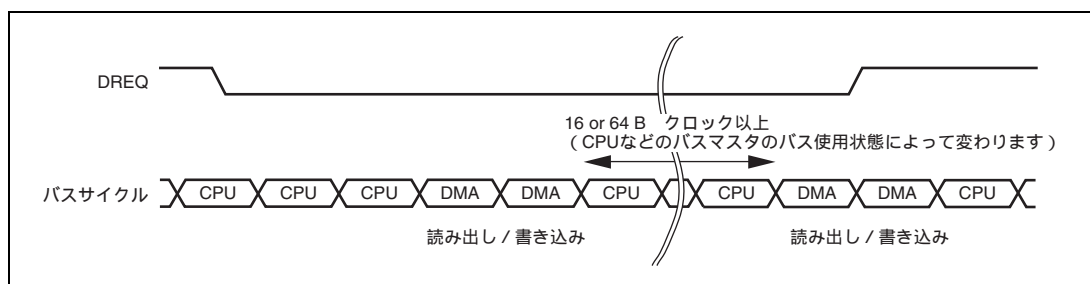 DREQ
16 or 64 B クロック以上
(CPUなどのバスマスタのバス使用状態によって変わります)
バスサイクル CPU CPU CPU DMA DMA CPU CPU DMA DMA CPU
読み出し / 書き込み 読み出し / 書き込み